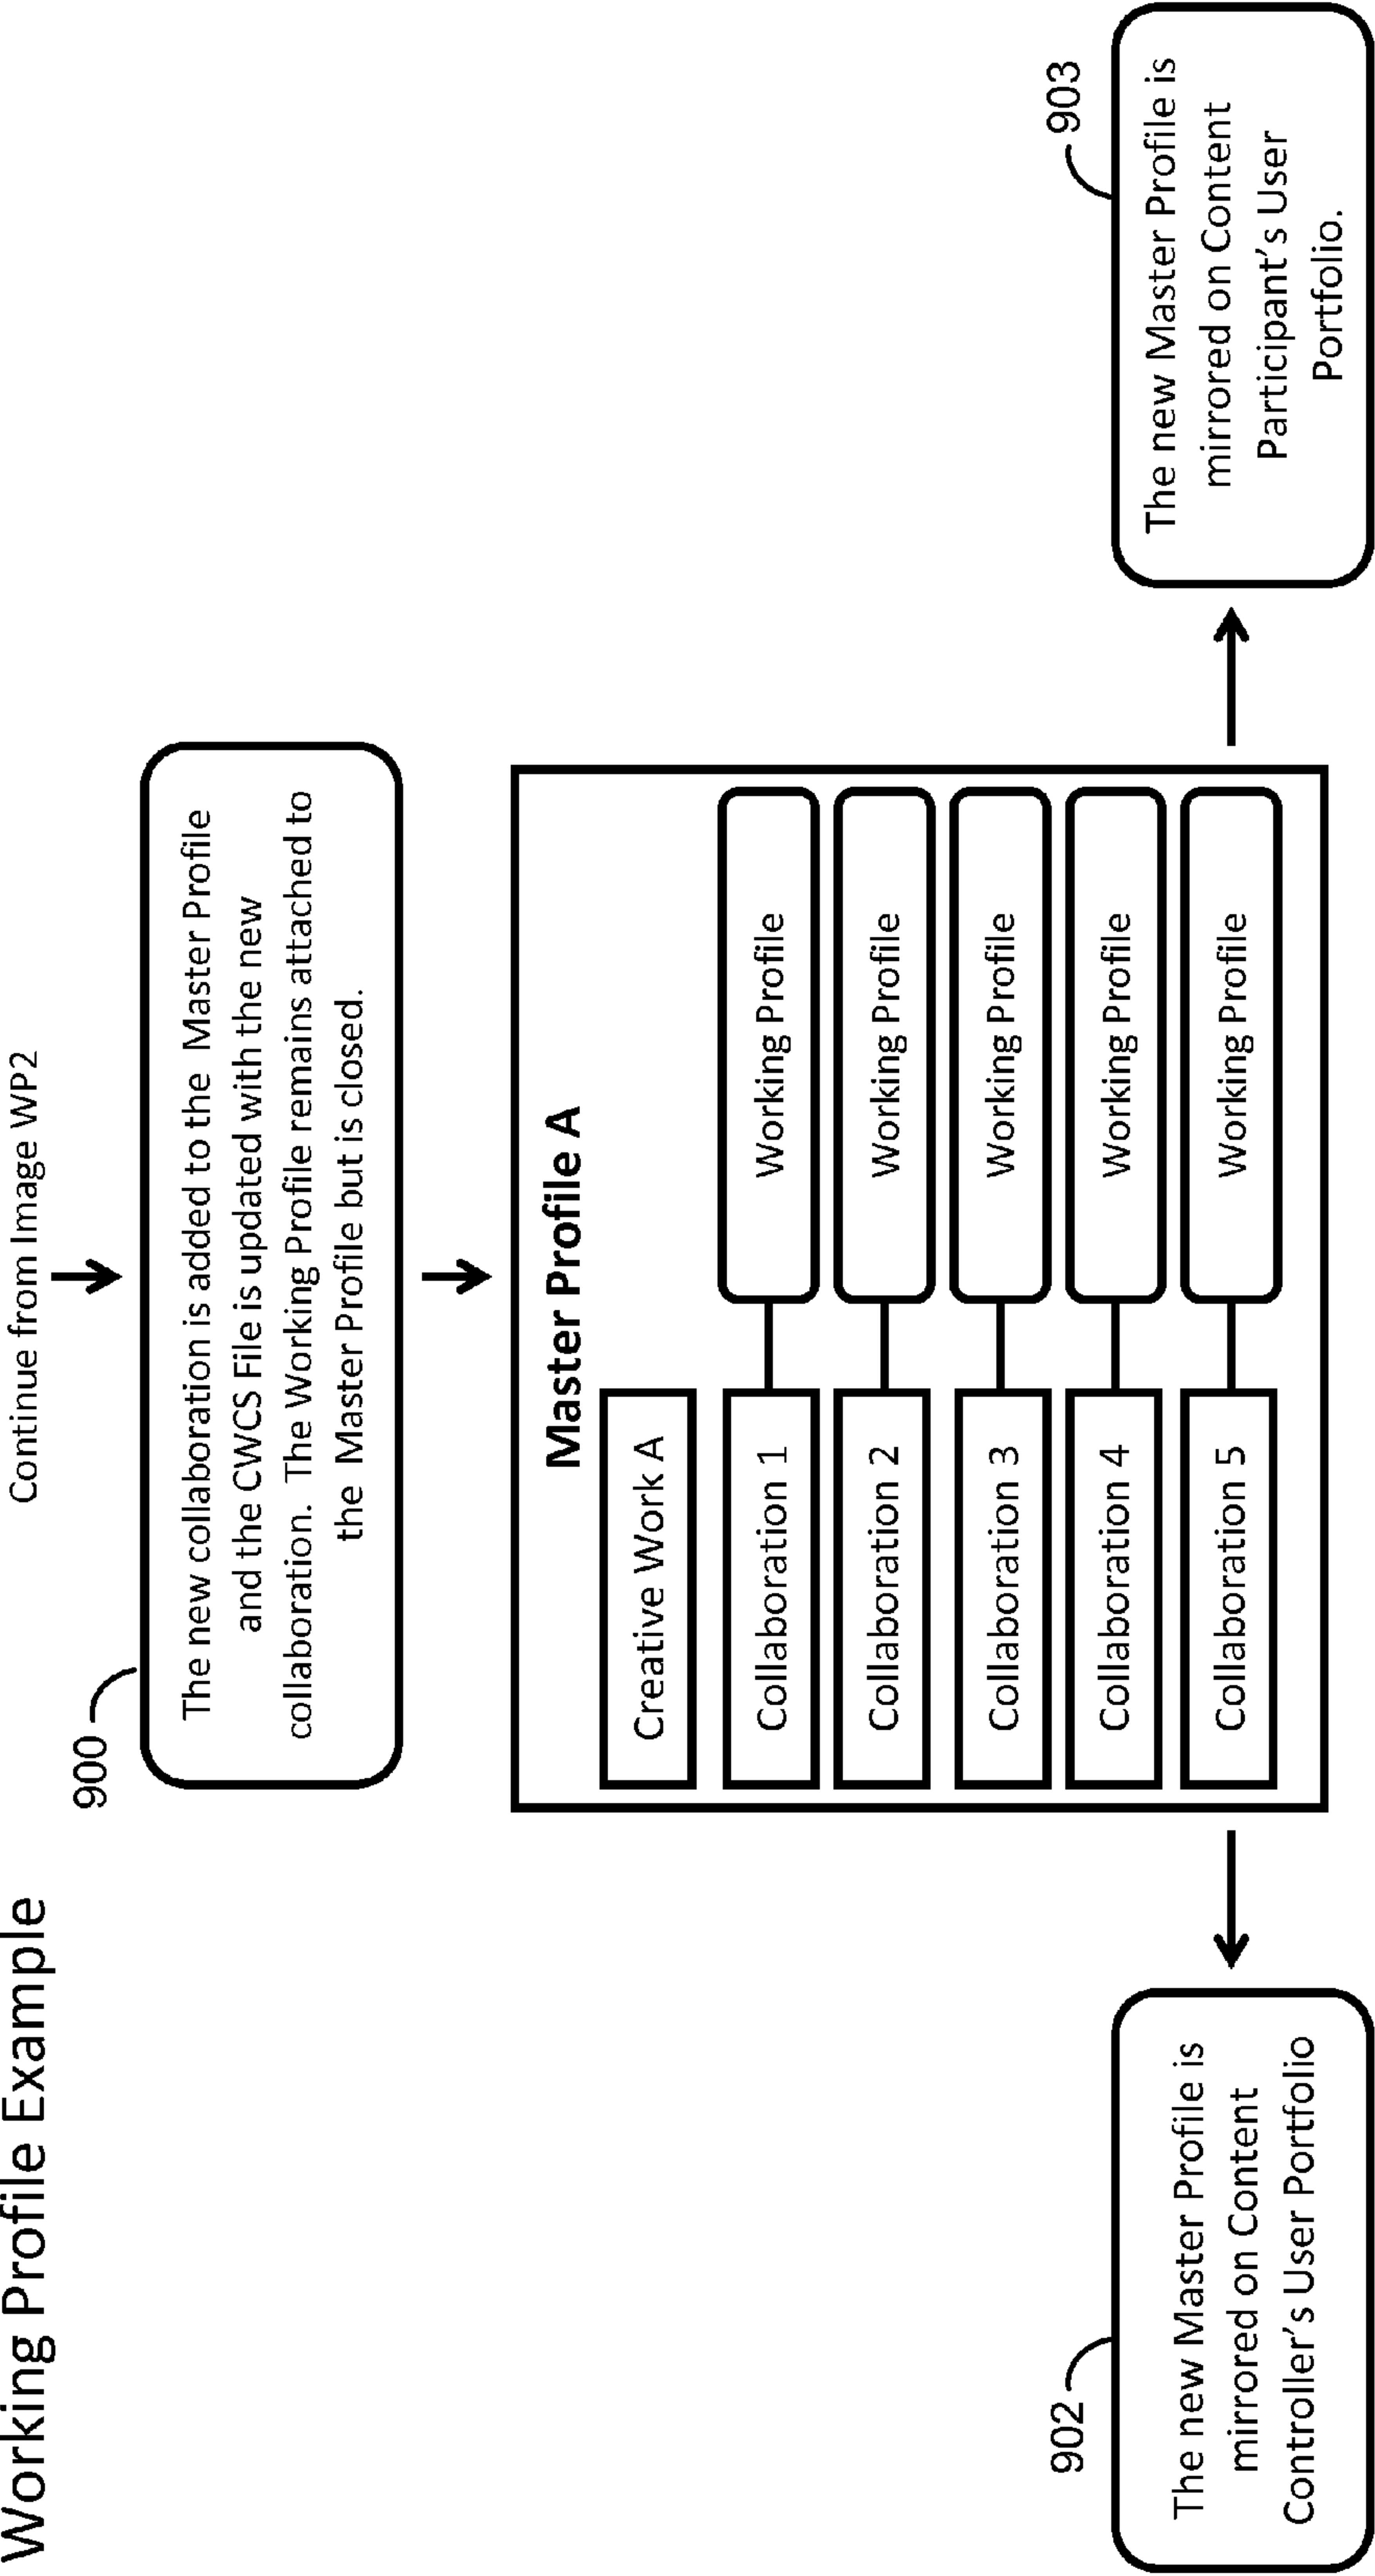 Working Profile Example
Continue from Image WP2
900
The new collaboration is added to the Master Profile
and the CWCS File is updated with the new
collaboration. The Working Profile remains attached to
the Master Profile but is closed.
Master Profile A
Creative Work A
Collaboration 1
Working Profile
Collaboration 2
Working Profile
Collaboration 3
Working Profile
Collaboration 4
Working Profile
Collaboration 5
Working Profile
902
The new Master Profile is
mirrored on Content
Controller’s User Portfolio
903
The new Master Profile is
mirrored on Content
Participant’s User
Portfolio.